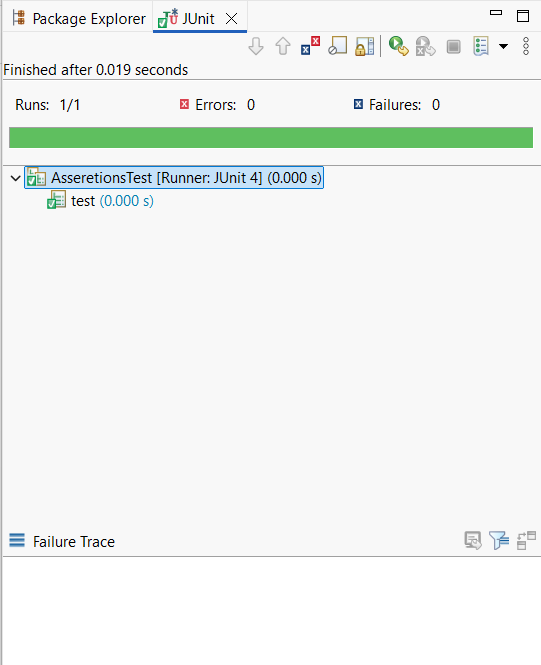 Package Explorer JUnit
Finished after 0.019 seconds
Runs: 1/1 Errors: 0 Failures: 0
AsseretionsTest [Runner: JUnit 4] (0.000 s)
test (0.000 s)
Failure Trace